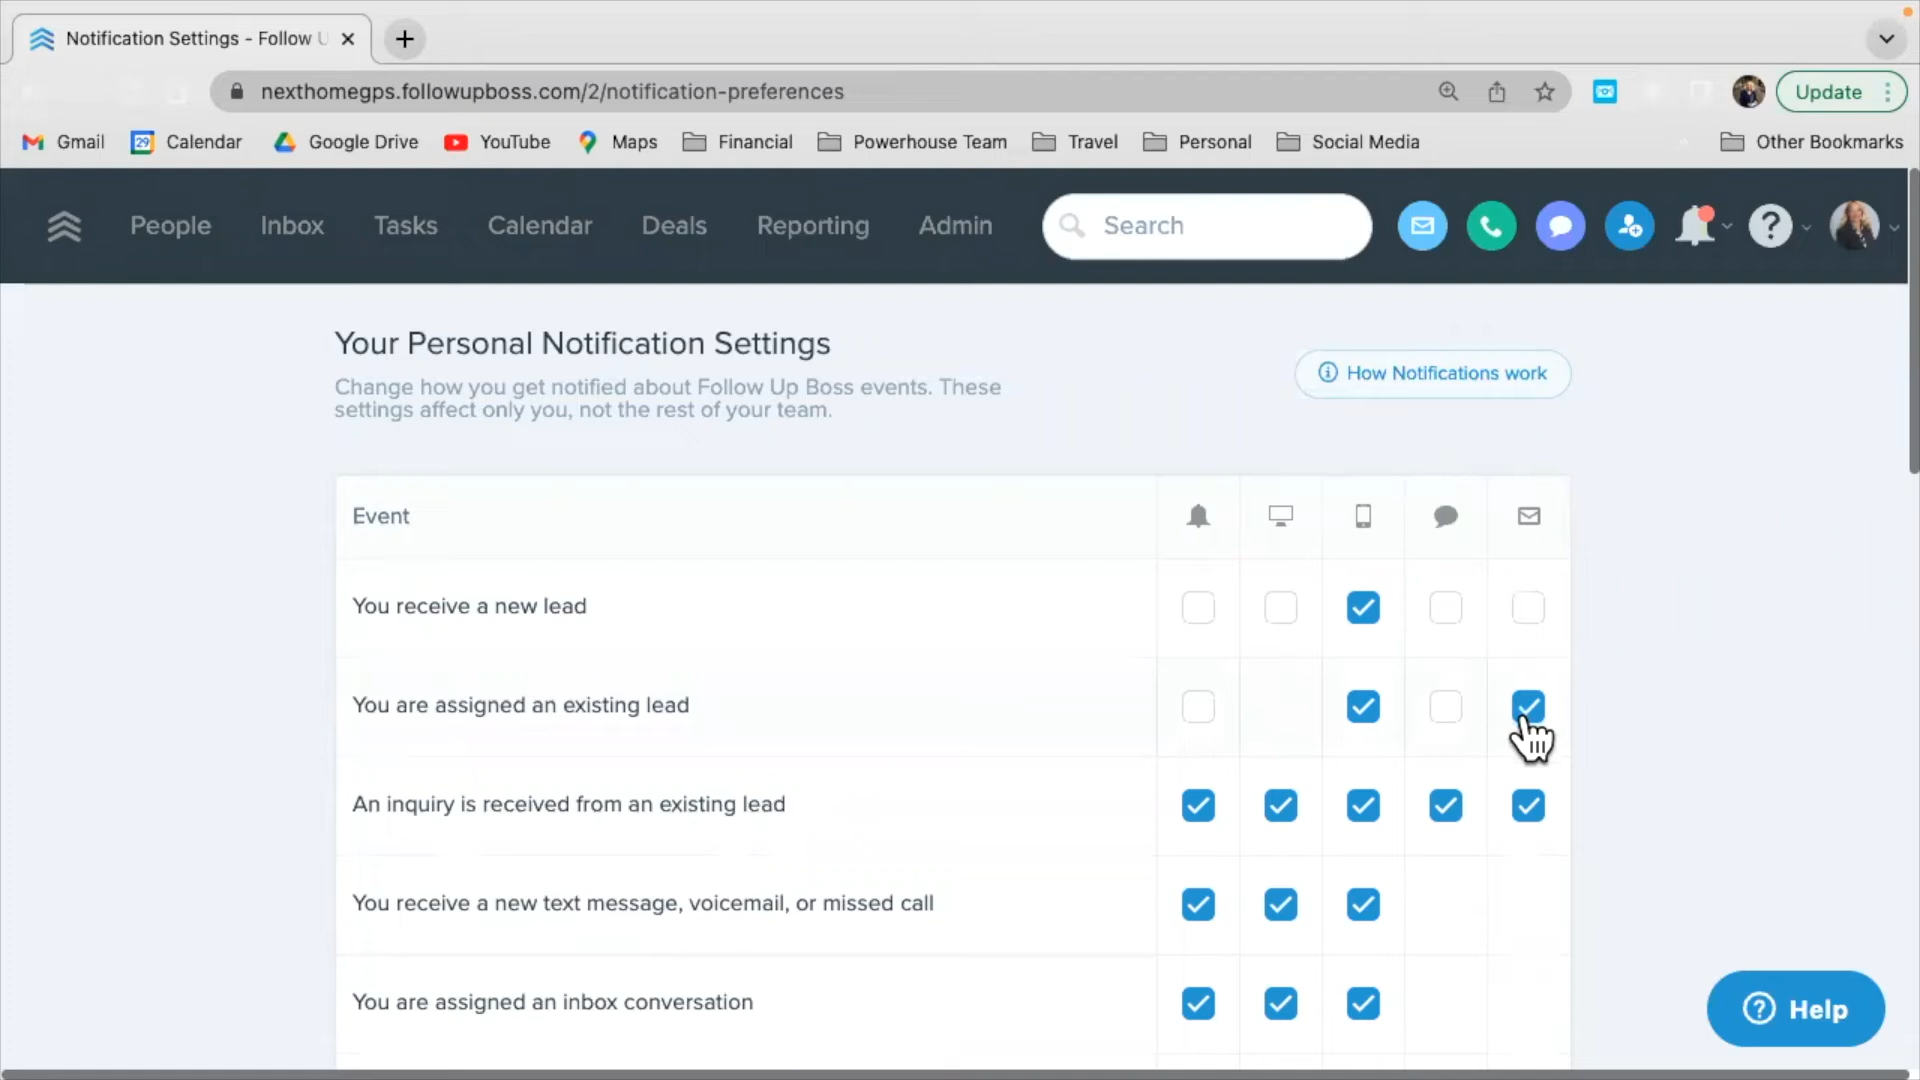 Notification Settings - Follow U
nexthomegps.followupboss.com/2/notification-preferences
Update
Gmail
29
Calendar
Google Drive
YouTube
Maps
Financial
Powerhouse Team
Travel
Personal
Social Media
Other Bookmarks
People
Inbox
Tasks
Calendar
Deals
Reporting
Admin
Search
Your Personal Notification Settings
Change how you get notified about Follow Up Boss events. These
settings affect only you, not the rest of your team.
How Notifications work
Event
You receive a new lead
You are assigned an existing lead
An inquiry is received from an existing lead
You receive a new text message, voicemail, or missed call
You are assigned an inbox conversation
Help